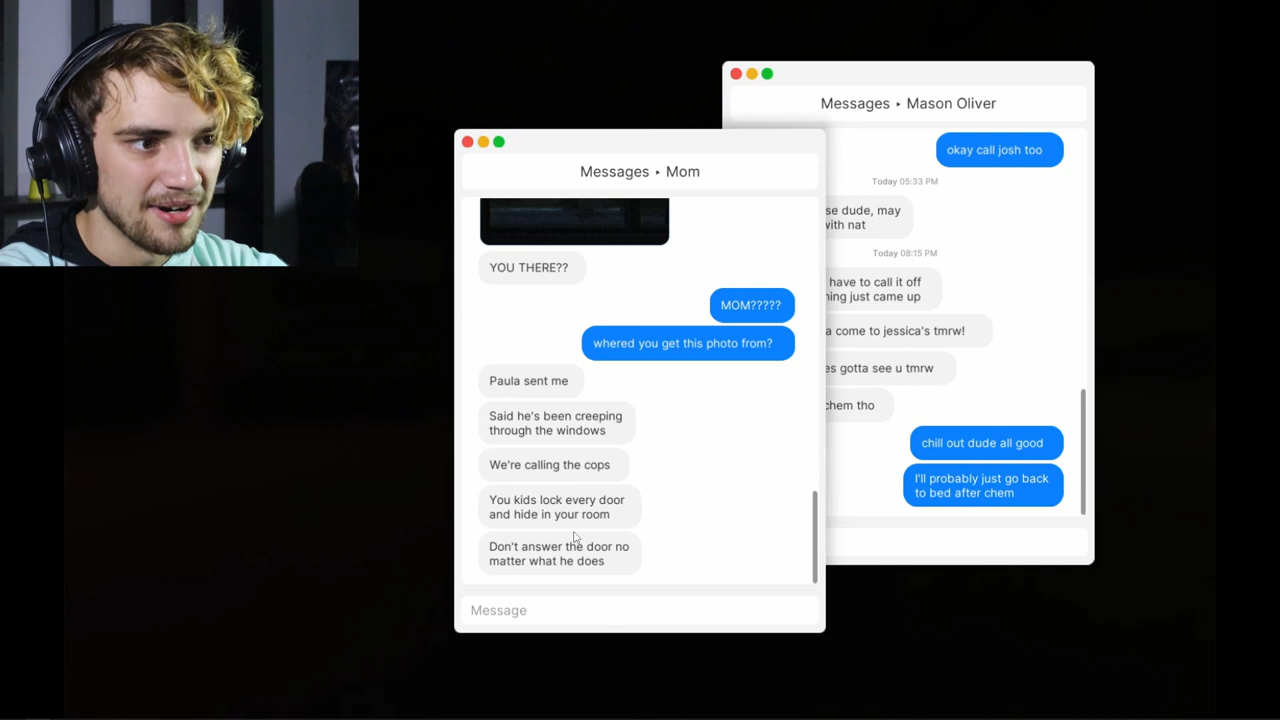 Messages ▸ Mom
YOU THERE??
MOM?????
whered you get this photo from?
Paula sent me
Said he's been creeping
through the windows
We're calling the cops
You kids lock every door
and hide in your room
Don't answer the door no
matter what he does
Message
Messages ▸ Mason Oliver
okay call josh too
Today 05:33 PM
se dude, may
with nat
Today 08:15 PM
have to call it off
ning just came up
a come to jessica's tmrw!
es gotta see u tmrw
chem tho
chill out dude all good
I'll probably just go back
to bed after chem